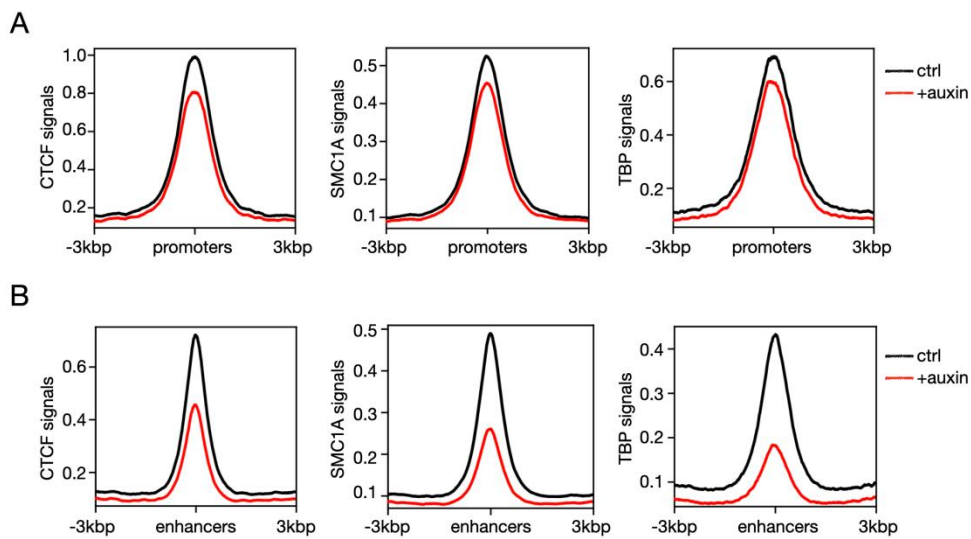 A
CTCF signals
1.0
0.8
0.6
0.4
0.2
-3kbp promoters 3kbp
SMC1A signals
0.5
0.4
0.3
0.2
0.1
-3kbp promoters 3kbp
TBP signals
0.6
0.4
0.2
-3kbp promoters 3kbp
ctrl
+auxin
B
CTCF signals
0.6
0.4
0.2
-3kbp enhancers 3kbp
SMC1A signals
0.5
0.4
0.3
0.2
0.1
-3kbp enhancers 3kbp
TBP signals
0.4
0.3
0.2
0.1
-3kbp enhancers 3kbp
ctrl
+auxin